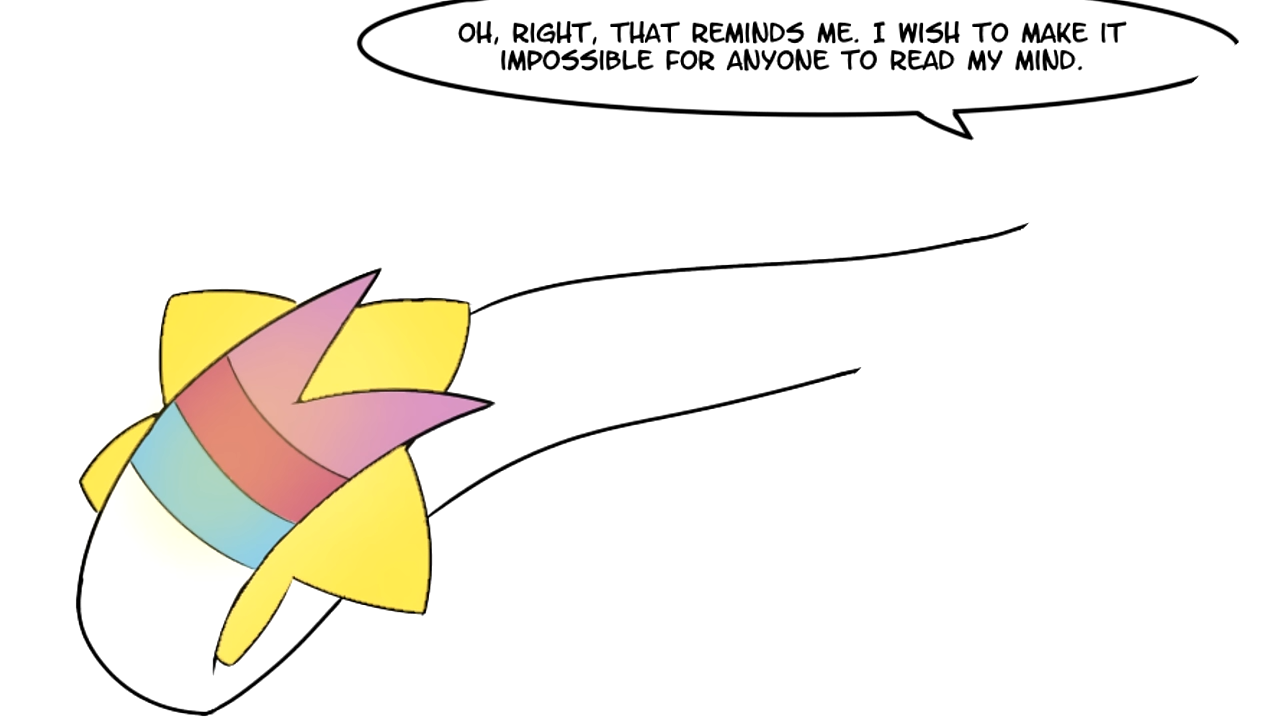 OH, RIGHT, THAT REMINDS ME. I WISH TO MAKE IT
IMPOSSIBLE FOR ANYONE TO READ MY MIND.